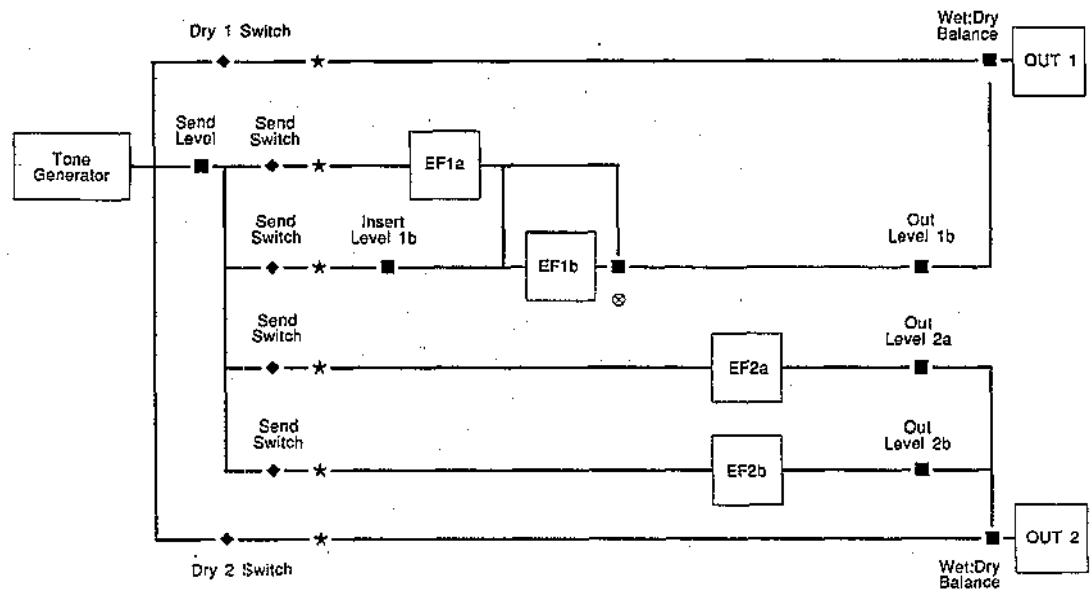 Dry 1 Switch
Wet:Dry
Balance
OUT 1
Send
Level
Send
Switch
Tone
Generator
EF1a
Send
Switch
Insert
Level 1b
EF1b
Out
Level 1b
Send
Switch
EF2a
Out
Level 2a
Send
Switch
EF2b
Out
Level 2b
OUT 2
Dry 2 Switch
Wet:Dry
Balance